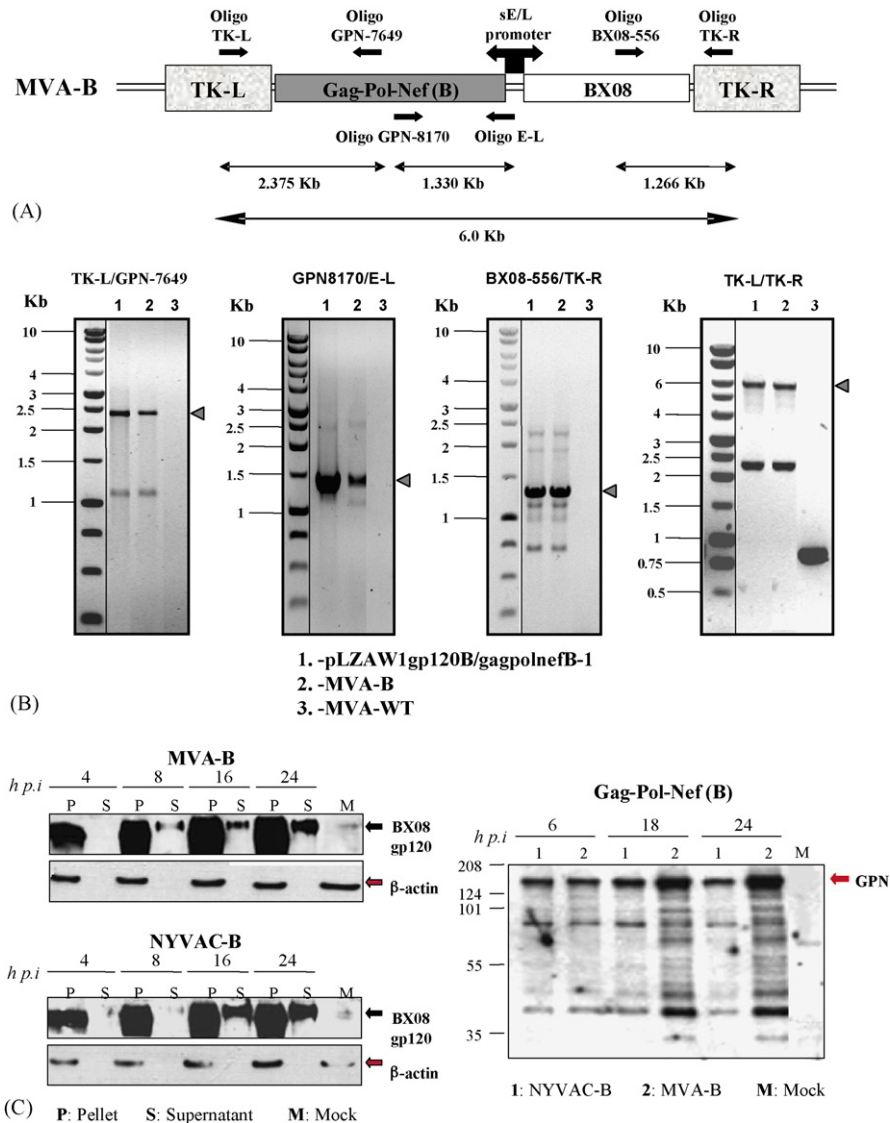 Oligo TK-L
Oligo GPN-7649
sE/L promoter
Oligo BX08-556
Oligo TK-R
MVA-B
TK-L
Gag-Pol-Nef (B)
BX08
TK-R
Oligo GPN-8170
Oligo E-L
2.375 Kb
1.330 Kb
1.266 Kb
6.0 Kb
(A)
TK-L/GPN-7649
Kb
1 2 3
10
4
3
2.5
2
1.5
1
GPN8170/E-L
Kb
1 2 3
10
4
3
2.5
2
1.5
1
BX08-556/TK-R
Kb
1 2 3
10
4
3
2.5
2
1.5
1
TK-L/TK-R
Kb
1 2 3
10
6
4
3
2.5
2
1.5
1
0.75
0.5
1. -pLZAW1gp120B/gagpolnefB-1
2. -MVA-B
3. -MVA-WT
(B)
MVA-B
h p.i 4 8 16 24
P S P S P S P S M
BX08
gp120
β-actin
NYVAC-B
h p.i 4 8 16 24
P S P S P S P S M
BX08
gp120
β-actin
P: Pellet S: Supernatant M: Mock
Gag-Pol-Nef (B)
h p.i 6 18 24
1 2 1 2 1 2 M
208
124
101
55
35
GPN
1: NYVAC-B 2: MVA-B M: Mock
(C)